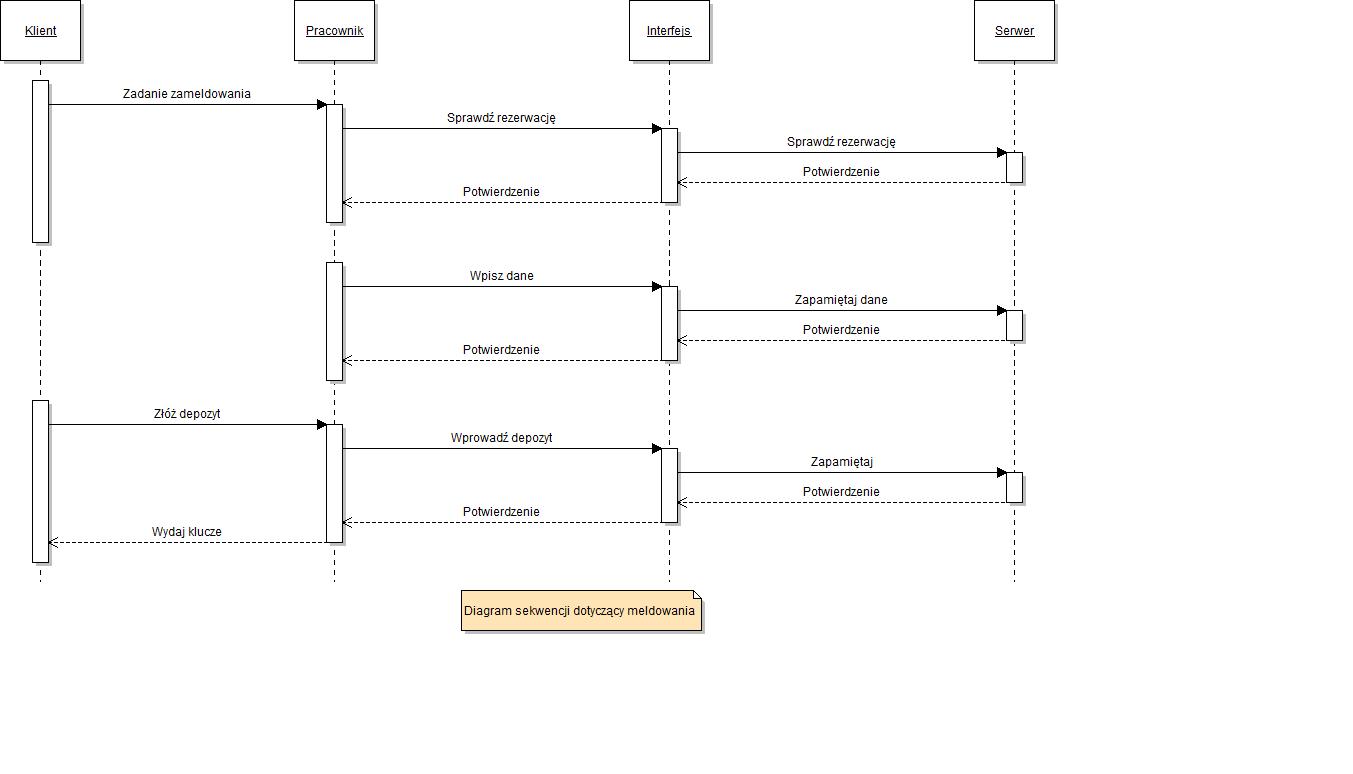 Klient
Pracownik
Interfejs
Serwer
Zadanie zameldowania
Sprawdź rezerwację
Sprawdź rezerwację
Potwierdzenie
Potwierdzenie
Wpisz dane
Zapamiętaj dane
Potwierdzenie
Potwierdzenie
Złóż depozyt
Wprowadź depozyt
Zapamiętaj
Potwierdzenie
Potwierdzenie
Wydaj klucze
Diagram sekwencji dotyczący meldowania